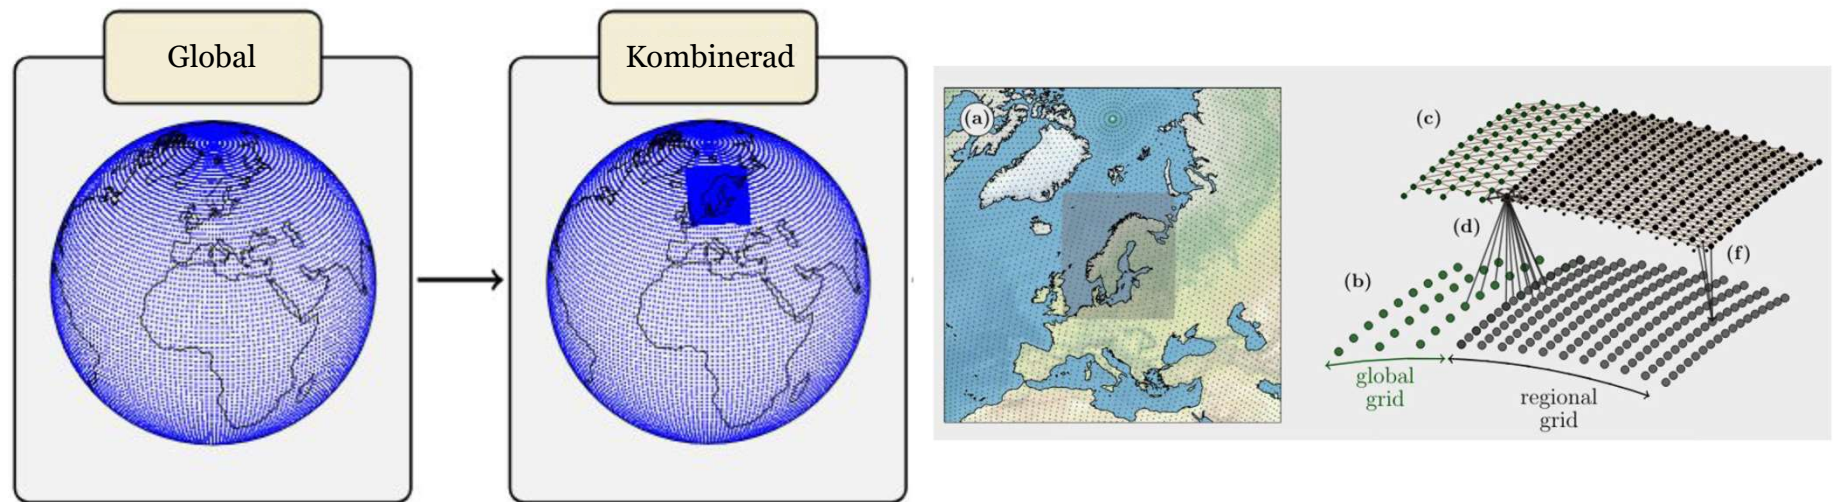 Global
Kombinerad
(a)
(c)
(d)
(f)
(b)
global
grid
regional
grid